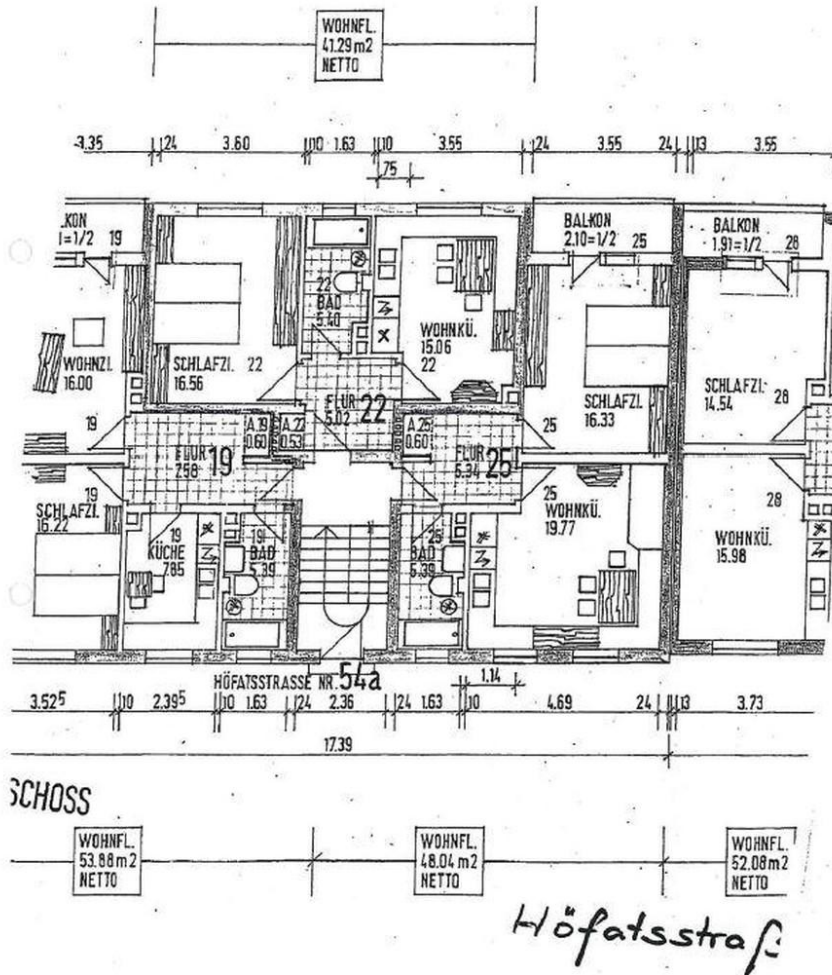 WOHNFL.
41.29 m2
NETTO
3.35 24 3.60 10 1.63 10 3.55 24 3.55 24 13 3.55
75
LKON
1=1/2 19
BALKON
2.10=1/2 25
BALKON
1.91=1/2 28
22
BAD
5.40
WOHNZI.
16.00
SCHLAFZI. 22
16.56
WOHNKÜ.
15.06
22
SCHLAFZI.
16.33
SCHLAFZI. 28
14.54
19
FLUR 22
5.02
A.19
0.60
A.22
0.53
A.25
0.60
25
FLUR 19
7.58
FLUR 25
5.34
19
SCHLAFZI.
16.22
25
WOHNKÜ.
19.77
28
WOHNKÜ.
15.98
19
KÜCHE
7.85
19
BAD
5.39
25
BAD
5.39
HÖFATSSTRASSE NR. 54a
1.14
3.52⁵ 10 2.39⁵ 10 1.63 24 2.36 24 1.63 10 4.69 24 13 3.73
17.39
SCHOSS
WOHNFL.
53.88 m2
NETTO
WOHNFL.
48.04 m2
NETTO
WOHNFL.
52.08 m2
NETTO
Höfatsstraß